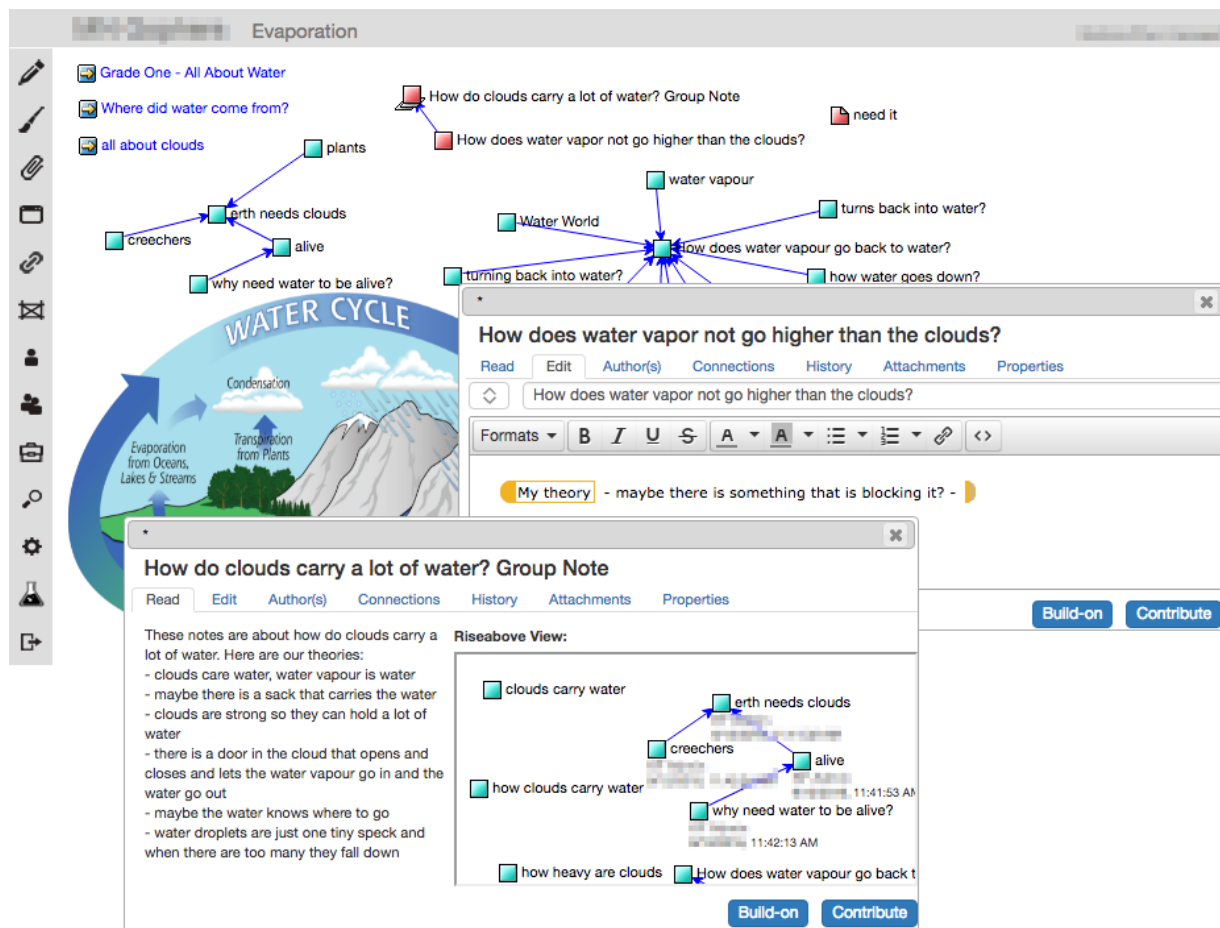 Evaporation
Grade One - All About Water
Where did water come from?
all about clouds
How do clouds carry a lot of water? Group Note
How does water vapor not go higher than the clouds?
need it
plants
erth needs clouds
creechers
alive
why need water to be alive?
water vapour
turns back into water?
Water World
How does water vapour go back to water?
turning back into water?
how water goes down?
WATER CYCLE
Condensation
Evaporation
from Oceans,
Lakes & Streams
Transpiration
from Plants
*
How does water vapor not go higher than the clouds?
Read Edit Author(s) Connections History Attachments Properties
How does water vapor not go higher than the clouds?
Formats B I U S A A
My theory - maybe there is something that is blocking it? -
Build-on Contribute
*
How do clouds carry a lot of water? Group Note
Read Edit Author(s) Connections History Attachments Properties
These notes are about how do clouds carry a
lot of water. Here are our theories:
- clouds care water, water vapour is water
- maybe there is a sack that carries the water
- clouds are strong so they can hold a lot of
water
- there is a door in the cloud that opens and
closes and lets the water vapour go in and the
water go out
- maybe the water knows where to go
- water droplets are just one tiny speck and
when there are too many they fall down
Riseabove View:
clouds carry water
erth needs clouds
creechers
alive
11:41:53 AM
how clouds carry water
why need water to be alive?
11:42:13 AM
how heavy are clouds
How does water vapour go back t
Build-on Contribute